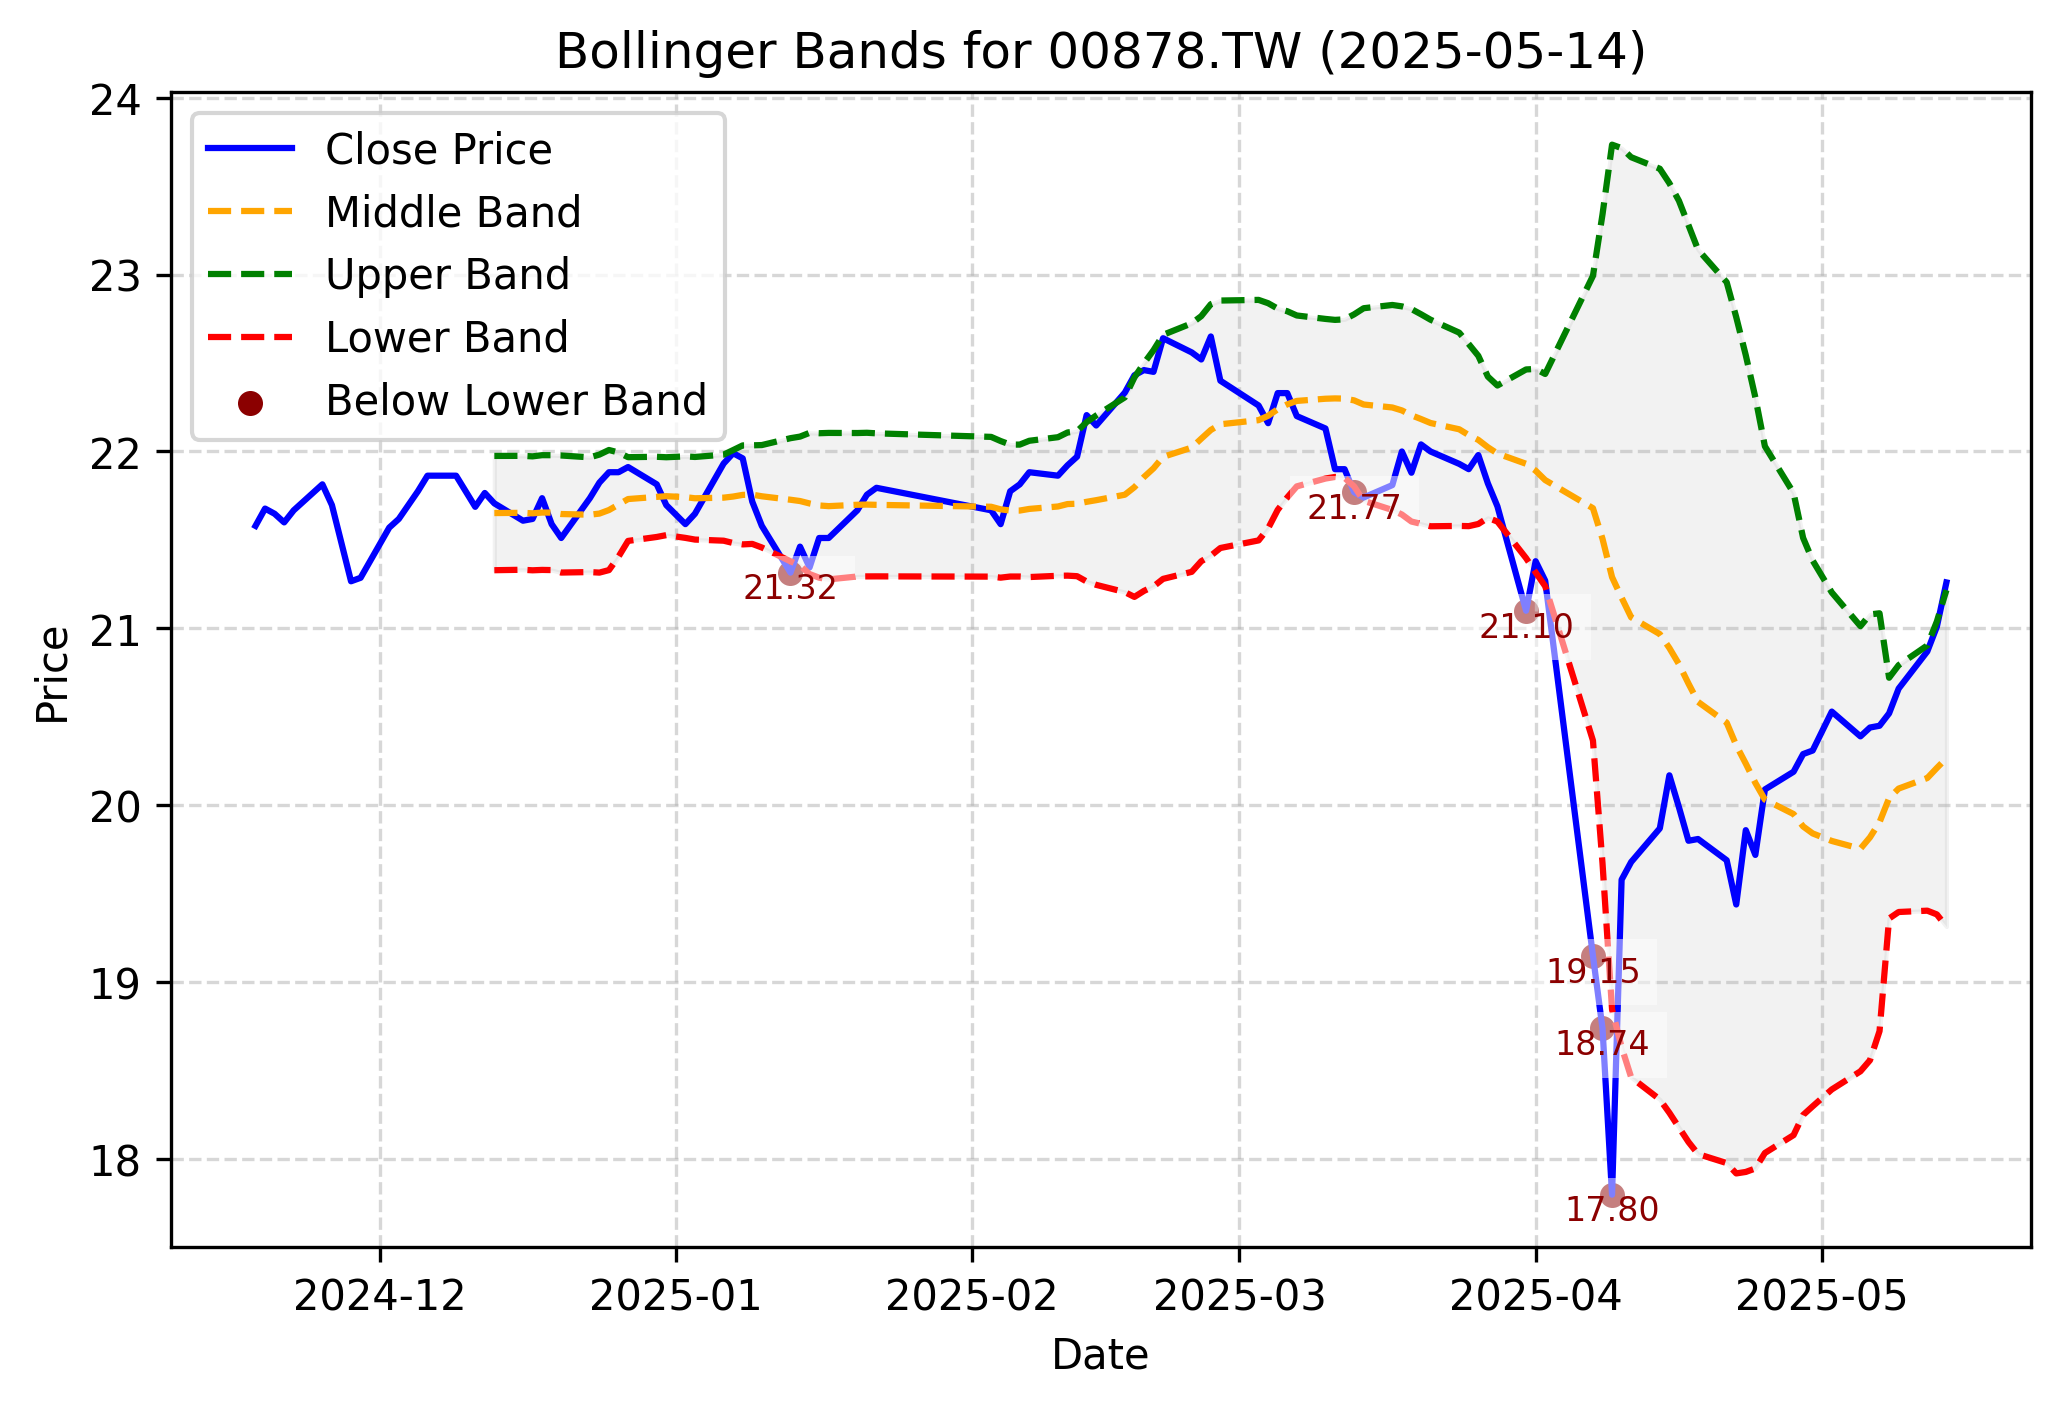 Bollinger Bands for 00878.TW (2025-05-14)
24
23
22
21
20
19
18
Price
Close Price
Middle Band
Upper Band
Lower Band
Below Lower Band
21.32
21.77
21.10
19.15
18.74
17.80
2024-12
2025-01
2025-02
2025-03
2025-04
2025-05
Date